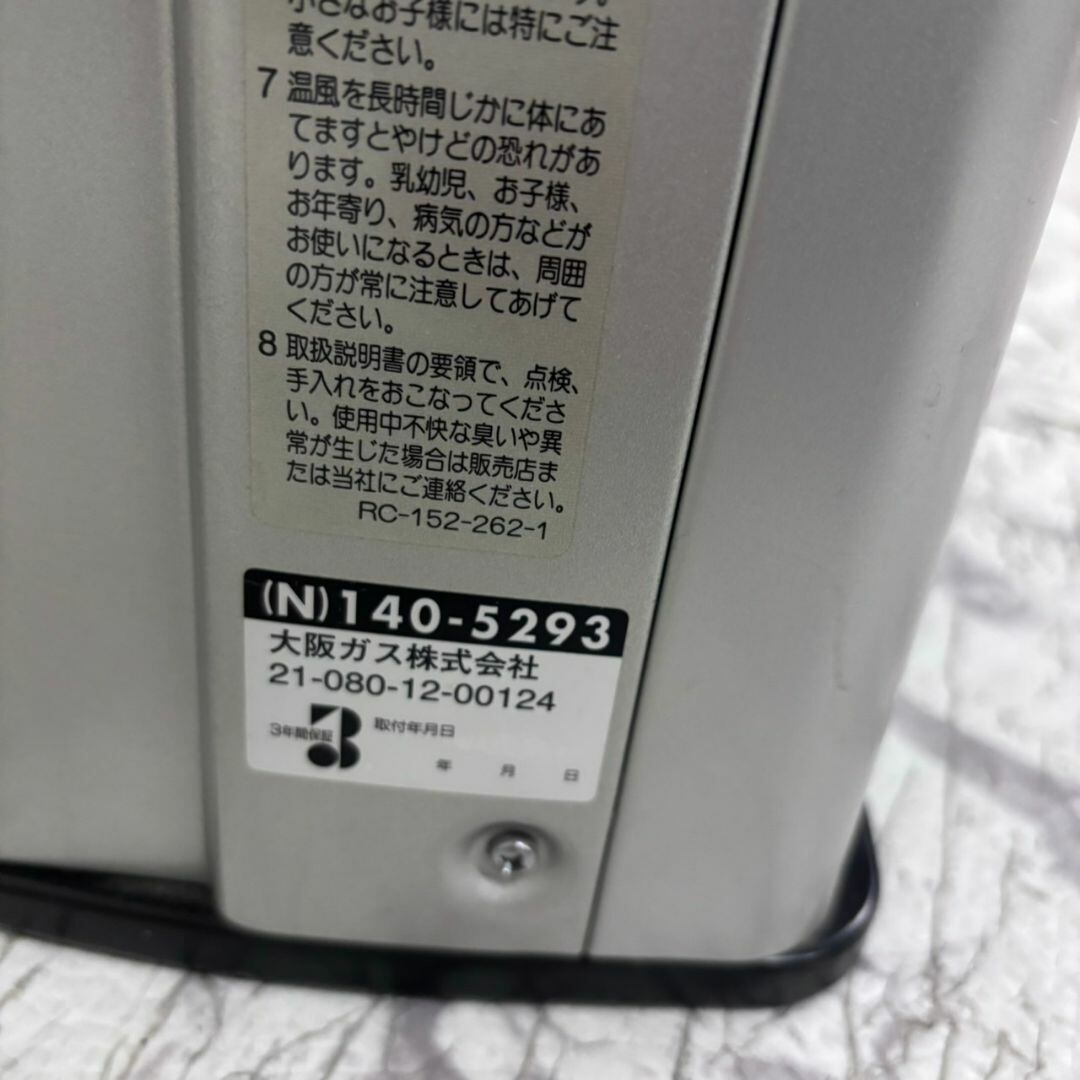 小さなお子様には特にご注
意ください。
7 温風を長時間じかに体にあ
てますとやけどの恐れがあ
ります。乳幼児、お子様、
お年寄り、病気の方などが
お使いになるときは、周囲
の方が常に注意してあげて
ください。
8 取扱説明書の要領で、点検、
手入れをおこなってくださ
い。使用中不快な臭いや異
常が生じた場合は販売店ま
たは当社にご連絡ください。
RC-152-262-1
(N)140-5293
大阪ガス株式会社
21-080-12-00124
3年間保証 取付年月日
年 月 日